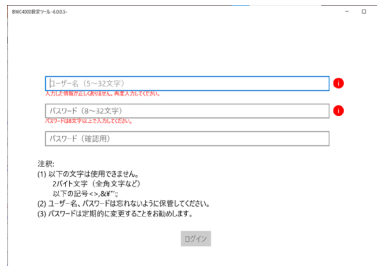 BWC4000設定ツール-4.0.0.5-
ユーザー名（5～32文字）
入力した情報が正しくありません。再度入力してください。
パスワード（8～32文字）
パスワードは8文字以上で入力してください。
パスワード（確認用）
注釈:
(1) 以下の文字は使用できません。
2バイト文字（全角文字など）
以下の記号<>,&¥"';
(2) ユーザー名、パスワードは忘れないように保管してください。
(3) パスワードは定期的に変更することをお勧めします。
ログイン